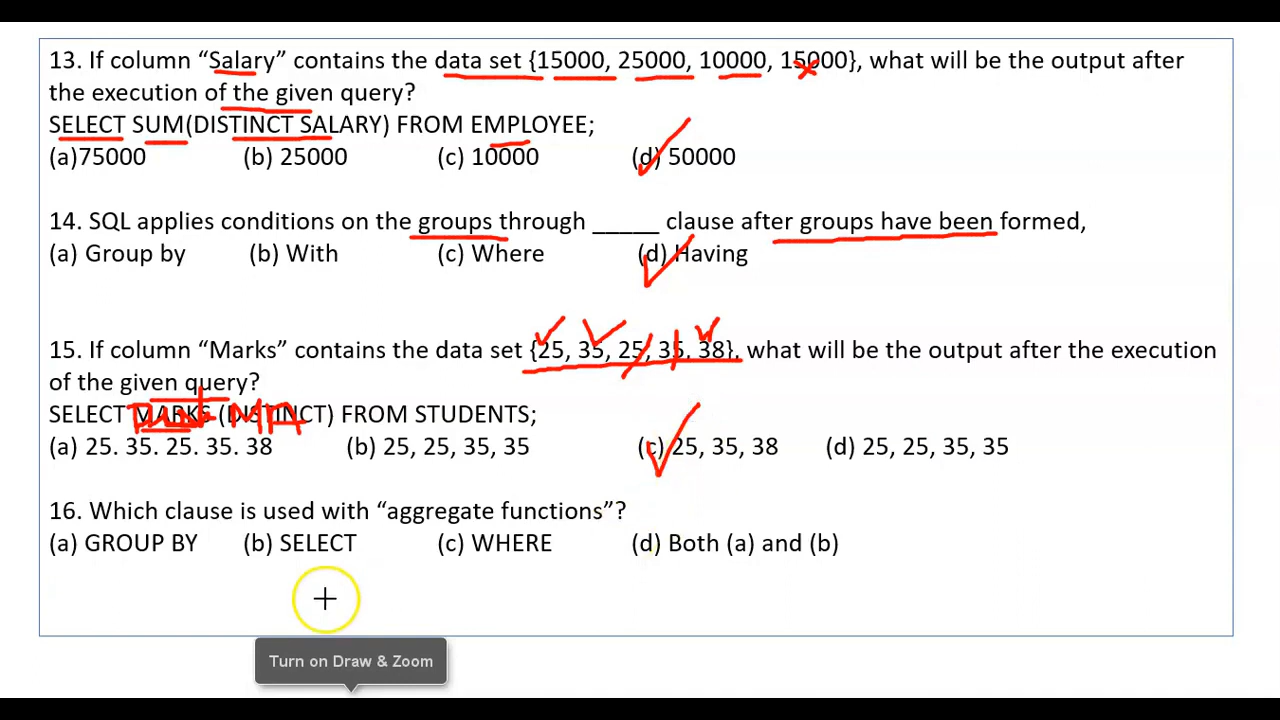 13. If column “Salary” contains the data set {15000, 25000, 10000, 15000}, what will be the output after
the execution of the given query?
SELECT SUM(DISTINCT SALARY) FROM EMPLOYEE;
(a)75000 (b) 25000 (c) 10000 (d) 50000
14. SQL applies conditions on the groups through _____ clause after groups have been formed,
(a) Group by (b) With (c) Where (d) Having
15. If column “Marks” contains the data set {25, 35, 25, 35, 38}, what will be the output after the execution
of the given query?
SELECT MARKS (DISTINCT) FROM STUDENTS;
(a) 25. 35. 25. 35. 38 (b) 25, 25, 35, 35 (c) 25, 35, 38 (d) 25, 25, 35, 35
16. Which clause is used with “aggregate functions”?
(a) GROUP BY (b) SELECT (c) WHERE (d) Both (a) and (b)
Turn on Draw & Zoom